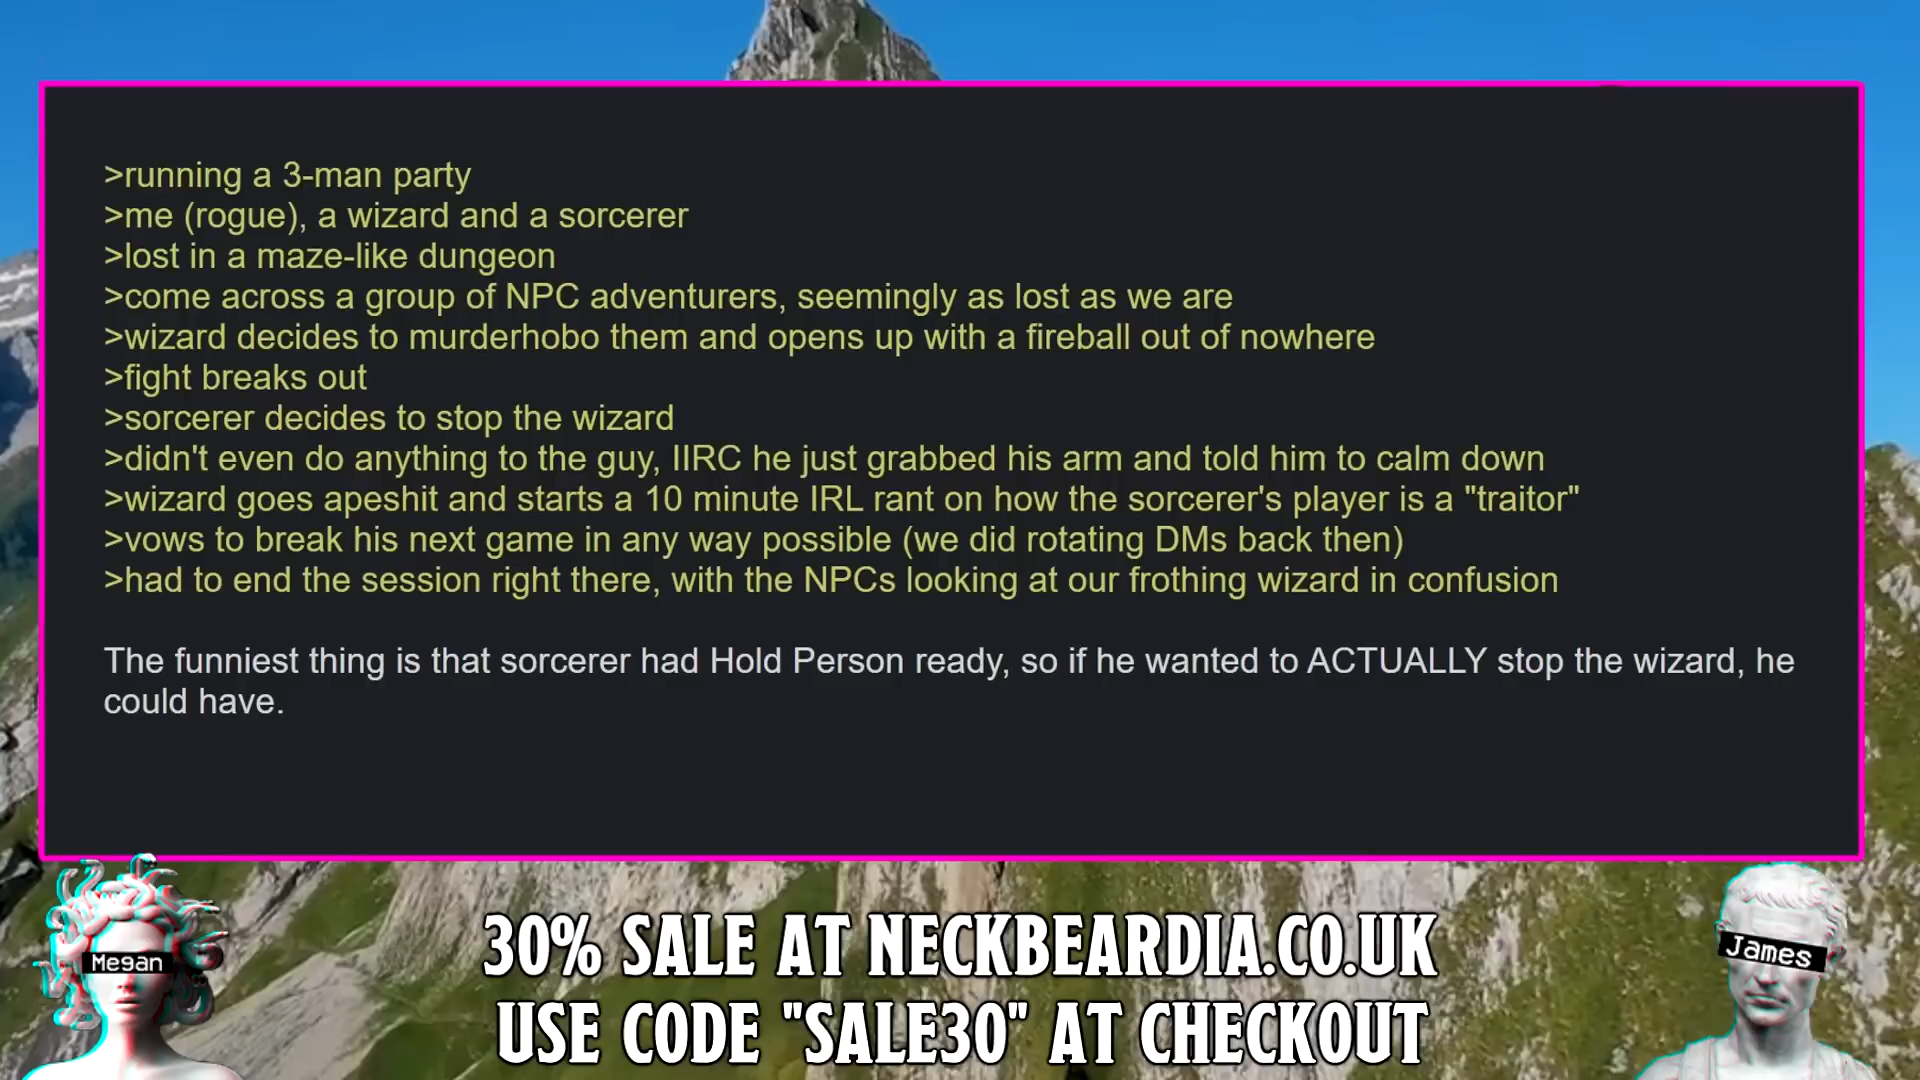 >running a 3-man party
>me (rogue), a wizard and a sorcerer
>lost in a maze-like dungeon
>come across a group of NPC adventurers, seemingly as lost as we are
>wizard decides to murderhobo them and opens up with a fireball out of nowhere
>fight breaks out
>sorcerer decides to stop the wizard
>didn't even do anything to the guy, IIRC he just grabbed his arm and told him to calm down
>wizard goes apeshit and starts a 10 minute IRL rant on how the sorcerer's player is a "traitor"
>vows to break his next game in any way possible (we did rotating DMs back then)
>had to end the session right there, with the NPCs looking at our frothing wizard in confusion
The funniest thing is that sorcerer had Hold Person ready, so if he wanted to ACTUALLY stop the wizard, he
could have.
Megan
James
30% SALE AT NECKBEARDIA.CO.UK
USE CODE "SALE30" AT CHECKOUT